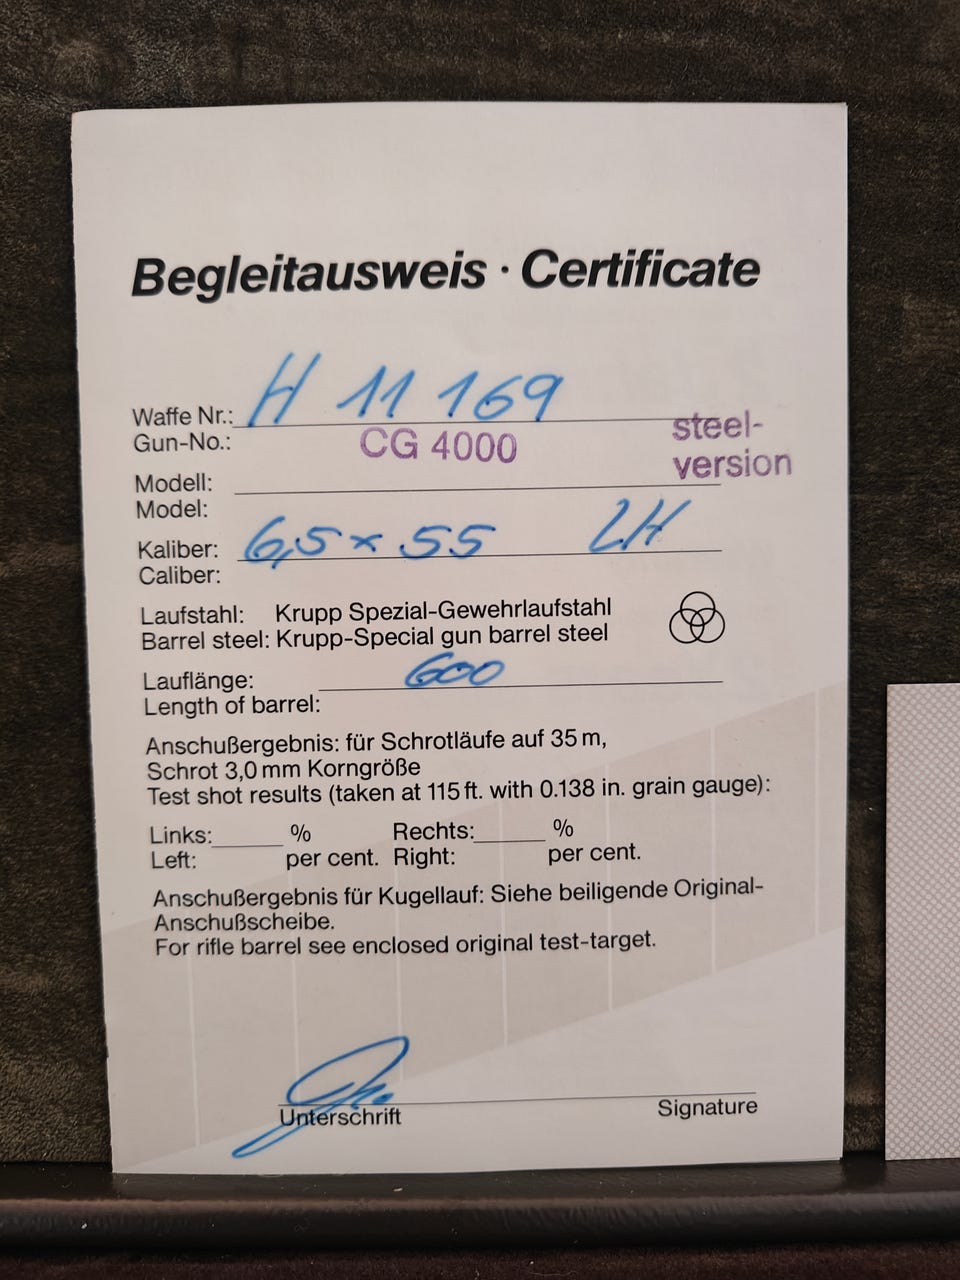 Begleitausweis · Certificate
Waffe Nr.: H 11 169
Gun-No.:
CG 4000 steel-
version
Modell:
Model:
Kaliber: 6,5 x 55 LH
Caliber:
Laufstahl: Krupp Spezial-Gewehrlaufstahl
Barrel steel: Krupp-Special gun barrel steel
Lauflänge: 600
Length of barrel:
Anschußergebnis: für Schrotläufe auf 35 m,
Schrot 3,0 mm Korngröße
Test shot results (taken at 115 ft. with 0.138 in. grain gauge):
Links:______ % Rechts:______ %
Left: per cent. Right: per cent.
Anschußergebnis für Kugellauf: Siehe beiligende Original-
Anschußscheibe.
For rifle barrel see enclosed original test-target.
Unterschrift Signature